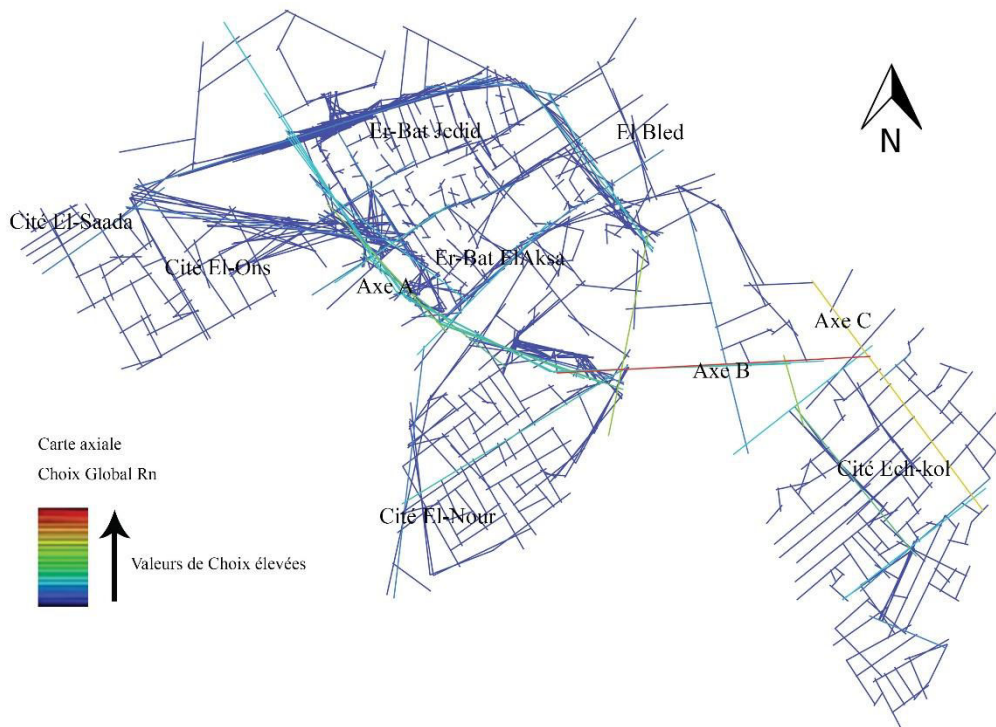 Er-Bat Jedid
El Bled
N
Cité El-Saada
Cité El-Ons
Er-Bat ElAksa
Axe A
Axe C
Axe B
Carte axiale
Choix Global Rn
Cité Ech-kol
Cité El-Nour
Valeurs de Choix élevées